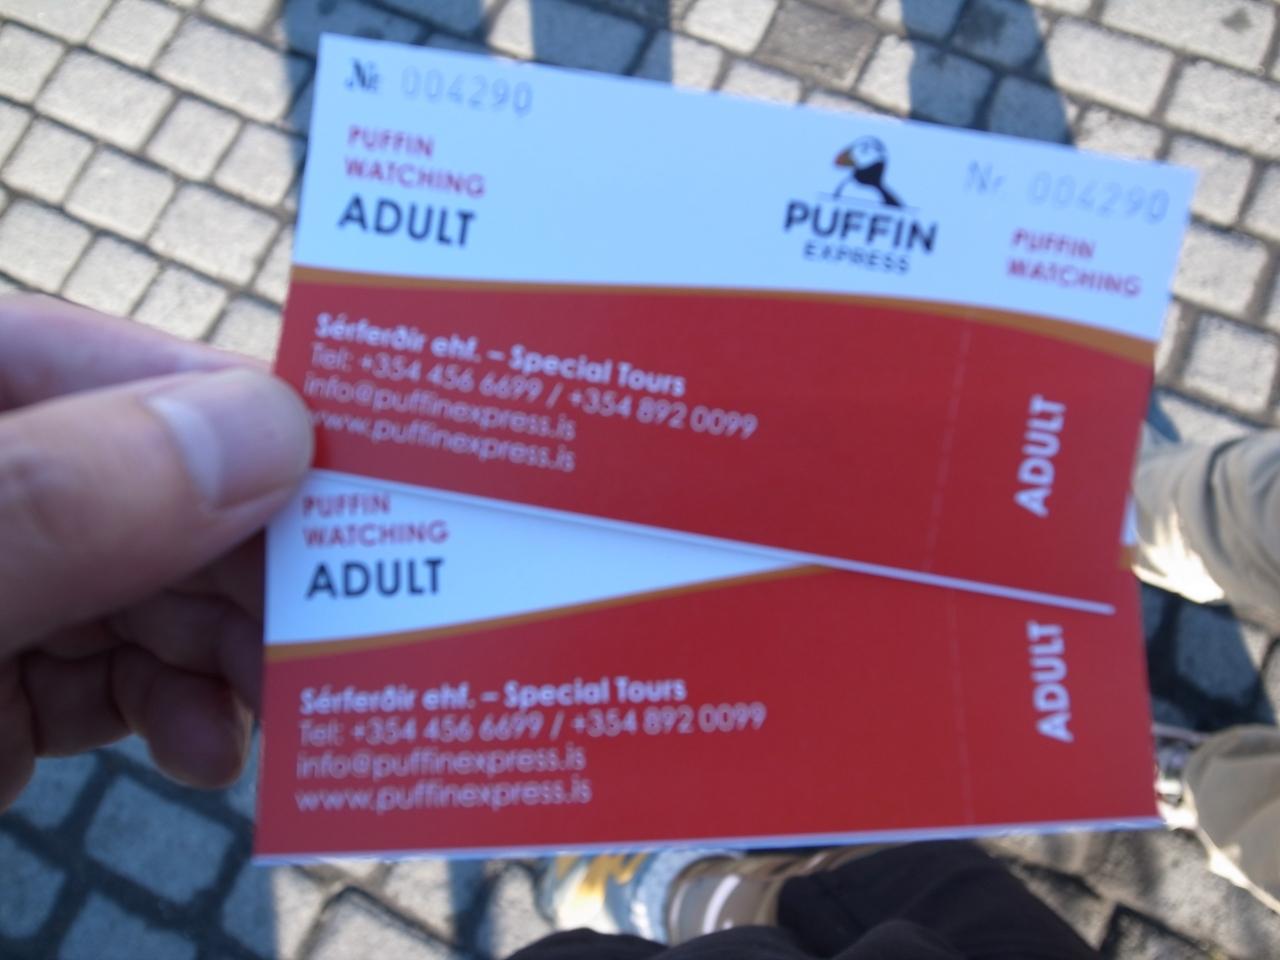 Nr. 004290
PUFFIN
WATCHING
ADULT
PUFFIN
EXPRESS
Nr. 004290
PUFFIN
WATCHING
Sérferðir ehf. – Special Tours
Tel: +354 456 6699 / +354 892 0099
info@puffinexpress.is
www.puffinexpress.is
ADULT
PUFFIN
WATCHING
ADULT
Sérferðir ehf. – Special Tours
Tel: +354 456 6699 / +354 892 0099
info@puffinexpress.is
www.puffinexpress.is
ADULT